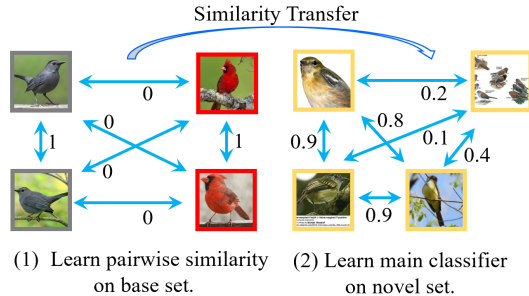 Similarity Transfer
0
0
1
1
0
0
0.2
0.8
0.1
0.9
0.4
0.9
(1) Learn pairwise similarity
on base set.
(2) Learn main classifier
on novel set.